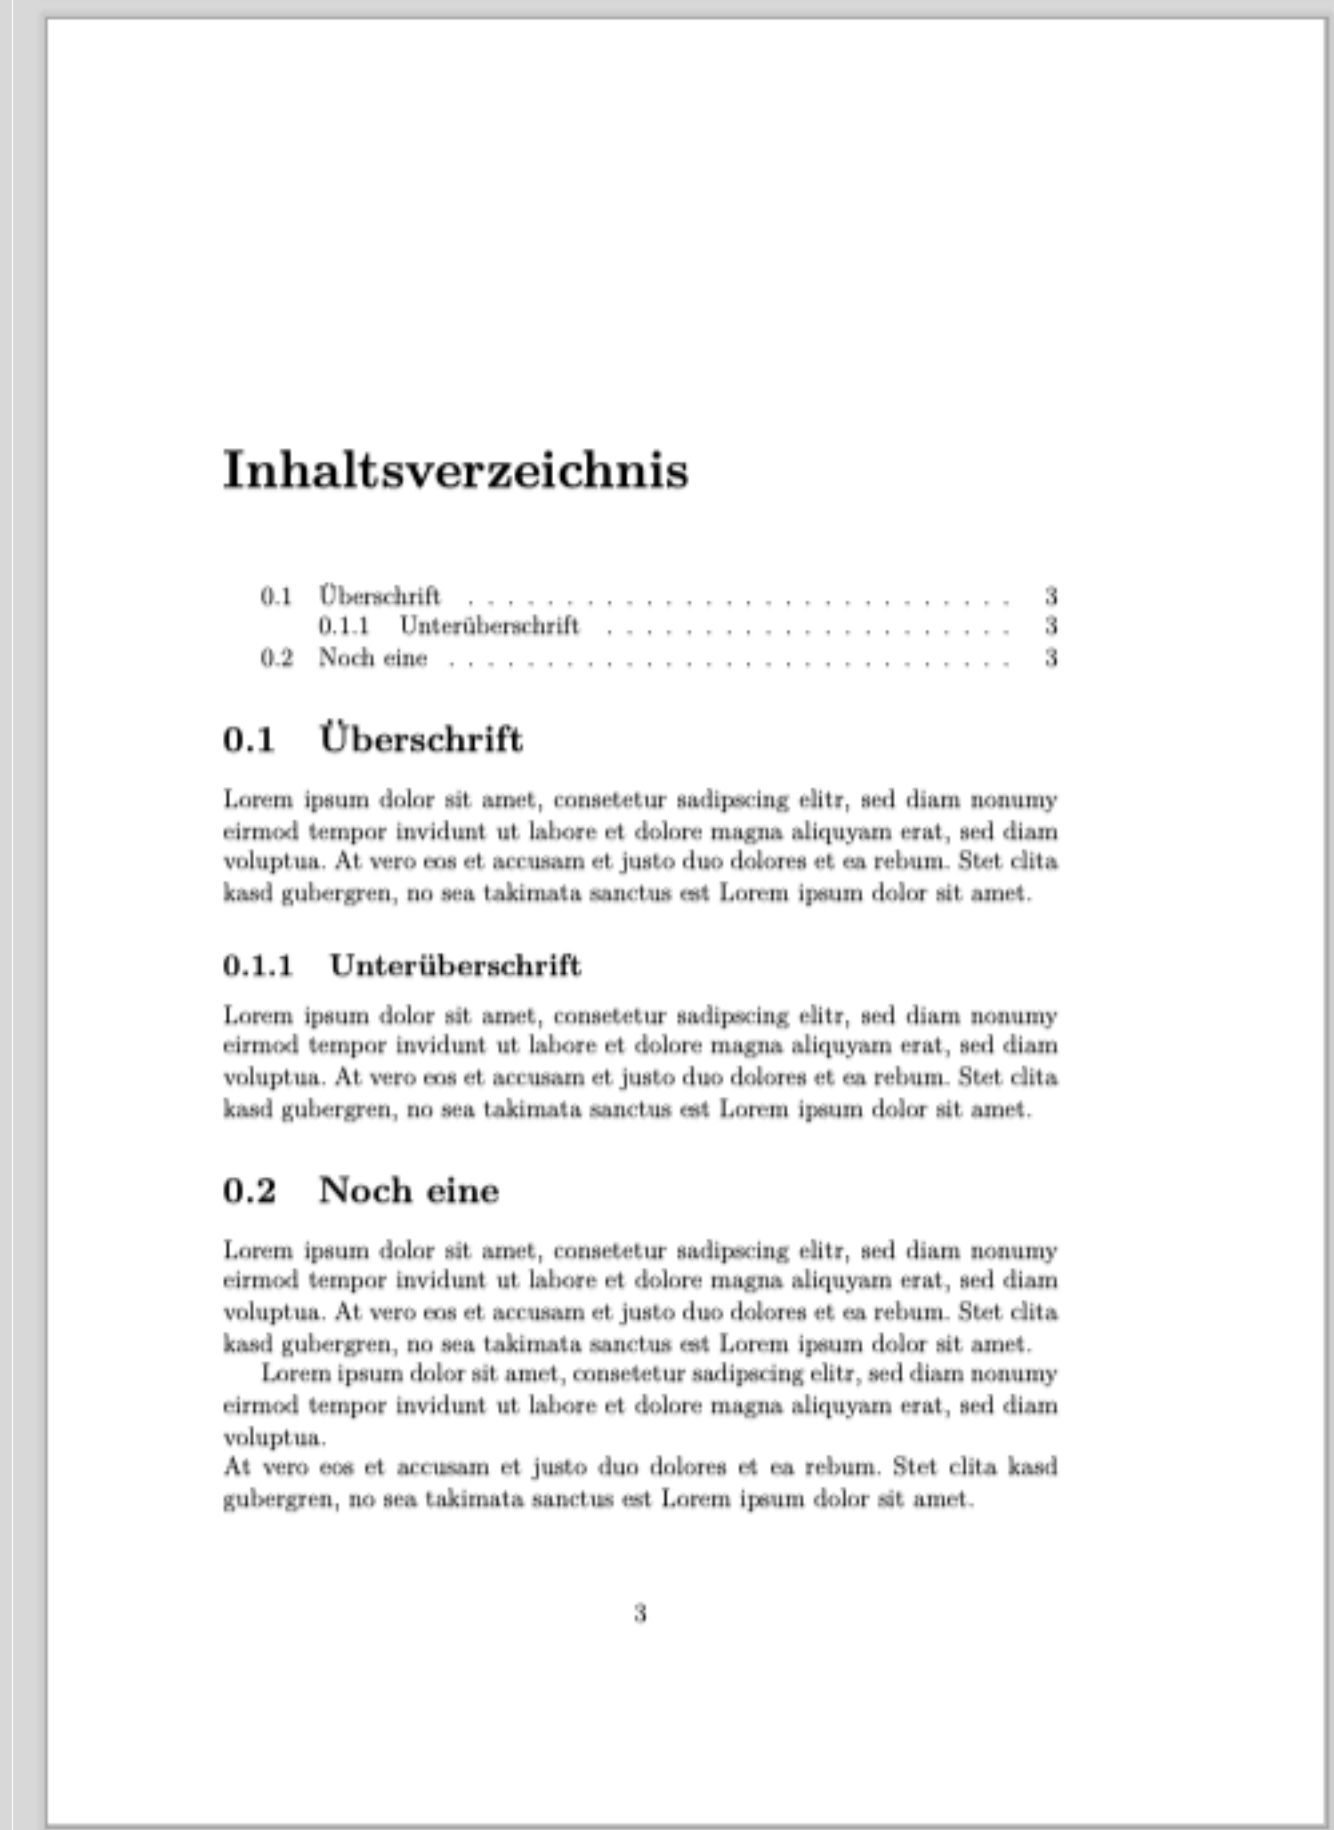 Inhaltsverzeichnis
0.1 Überschrift . . . . . . . . . . . . . . . . . . . . . . . . . . . . 3
0.1.1 Unterüberschrift . . . . . . . . . . . . . . . . . . . . . 3
0.2 Noch eine . . . . . . . . . . . . . . . . . . . . . . . . . . . . . 3
0.1 Überschrift
Lorem ipsum dolor sit amet, consetetur sadipscing elitr, sed diam nonumy
eirmod tempor invidunt ut labore et dolore magna aliquyam erat, sed diam
voluptua. At vero eos et accusam et justo duo dolores et ea rebum. Stet clita
kasd gubergren, no sea takimata sanctus est Lorem ipsum dolor sit amet.
0.1.1 Unterüberschrift
Lorem ipsum dolor sit amet, consetetur sadipscing elitr, sed diam nonumy
eirmod tempor invidunt ut labore et dolore magna aliquyam erat, sed diam
voluptua. At vero eos et accusam et justo duo dolores et ea rebum. Stet clita
kasd gubergren, no sea takimata sanctus est Lorem ipsum dolor sit amet.
0.2 Noch eine
Lorem ipsum dolor sit amet, consetetur sadipscing elitr, sed diam nonumy
eirmod tempor invidunt ut labore et dolore magna aliquyam erat, sed diam
voluptua. At vero eos et accusam et justo duo dolores et ea rebum. Stet clita
kasd gubergren, no sea takimata sanctus est Lorem ipsum dolor sit amet.
Lorem ipsum dolor sit amet, consetetur sadipscing elitr, sed diam nonumy
eirmod tempor invidunt ut labore et dolore magna aliquyam erat, sed diam
voluptua.
At vero eos et accusam et justo duo dolores et ea rebum. Stet clita kasd
gubergren, no sea takimata sanctus est Lorem ipsum dolor sit amet.
3